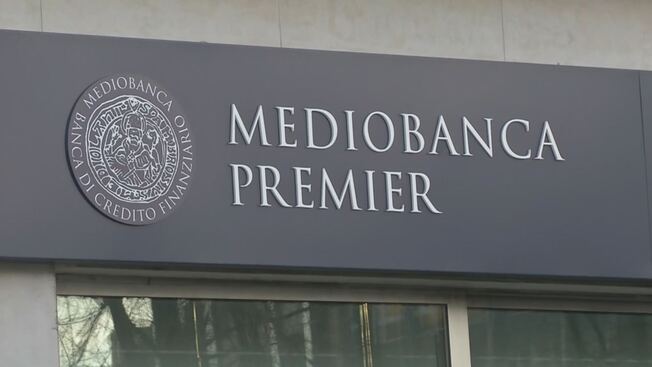 MEDIOBANCA
BANCA DI CREDITO FINANZIARIO
MEDIOBANCA
PREMIER